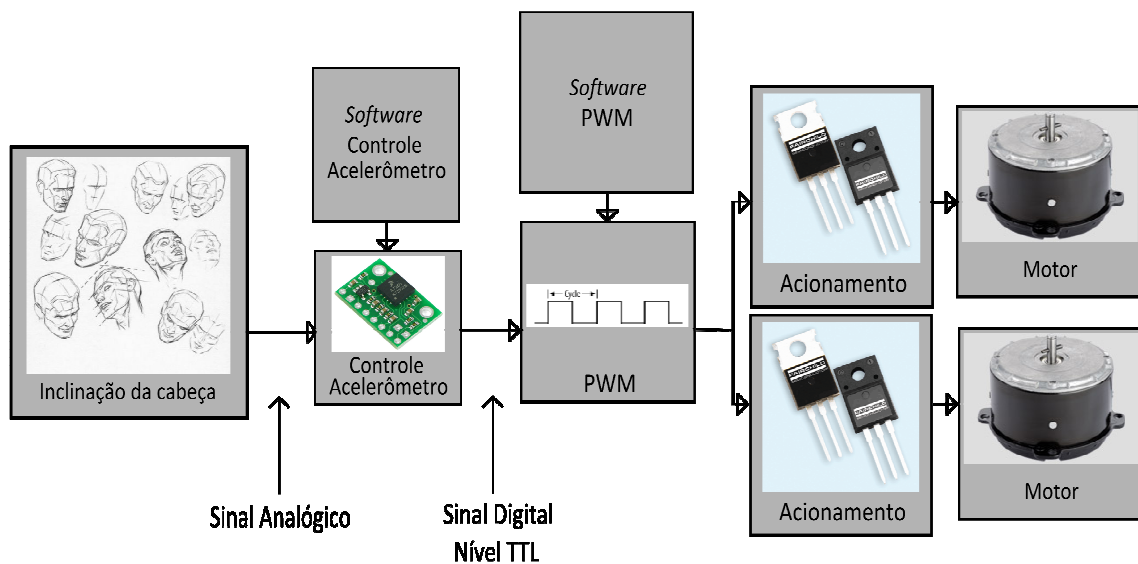 Software
Controle
Acelerômetro
Software
PWM
Inclinação da cabeça
Controle
Acelerômetro
Cycle
PWM
Acionamento
Motor
Acionamento
Motor
Sinal Analógico
Sinal Digital
Nível TTL